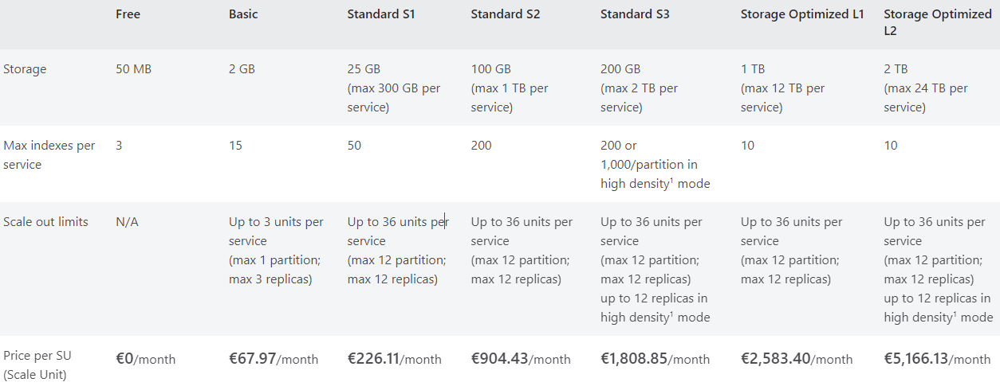 Free Basic Standard S1 Standard S2 Standard S3 Storage Optimized L1 Storage Optimized
L2
Storage 50 MB 2 GB 25 GB 100 GB 200 GB 1 TB 2 TB
(max 300 GB per (max 1 TB per (max 2 TB per (max 12 TB per (max 24 TB per
service) service) service) service) service)
Max indexes per 3 15 50 200 200 or 10 10
service 1,000/partition in
high density¹ mode
Scale out limits N/A Up to 3 units per Up to 36 units per Up to 36 units per Up to 36 units per Up to 36 units per Up to 36 units per
service service service service service service
(max 1 partition; (max 12 partition; (max 12 partition; (max 12 partition; (max 12 partition; (max 12 partition;
max 3 replicas) max 12 replicas) max 12 replicas) max 12 replicas) max 12 replicas) max 12 replicas)
up to 12 replicas in up to 12 replicas in
high density¹ mode high density¹ mode
Price per SU €0/month €67.97/month €226.11/month €904.43/month €1,808.85/month €2,583.40/month €5,166.13/month
(Scale Unit)